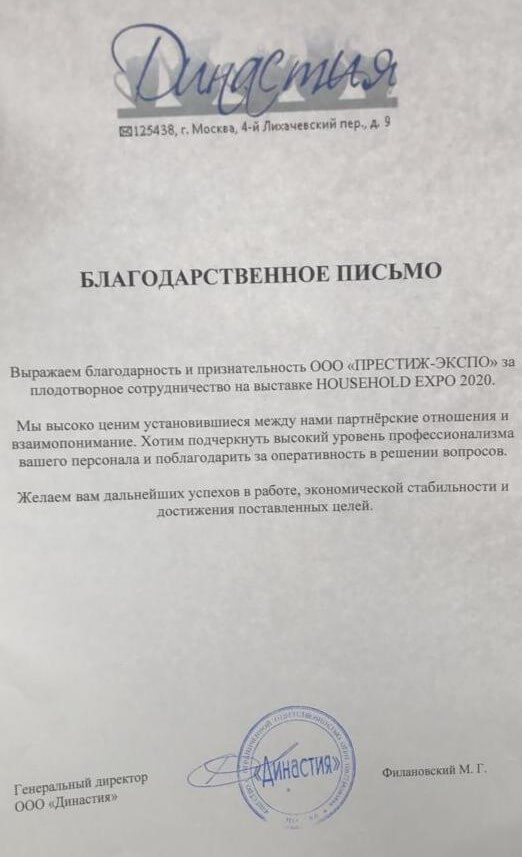 Династия
125438, г. Москва, 4-й Лихачевский пер., д. 9
БЛАГОДАРСТВЕННОЕ ПИСЬМО
Выражаем благодарность и признательность ООО «ПРЕСТИЖ-ЭКСПО» за
плодотворное сотрудничество на выставке HOUSEHOLD EXPO 2020.
Мы высоко ценим установившиеся между нами партнёрские отношения и
взаимопонимание. Хотим подчеркнуть высокий уровень профессионализма
вашего персонала и поблагодарить за оперативность в решении вопросов.
Желаем вам дальнейших успехов в работе, экономической стабильности и
достижения поставленных целей.
Генеральный директор
ООО «Династия»
«Династия»
Филановский М. Г.